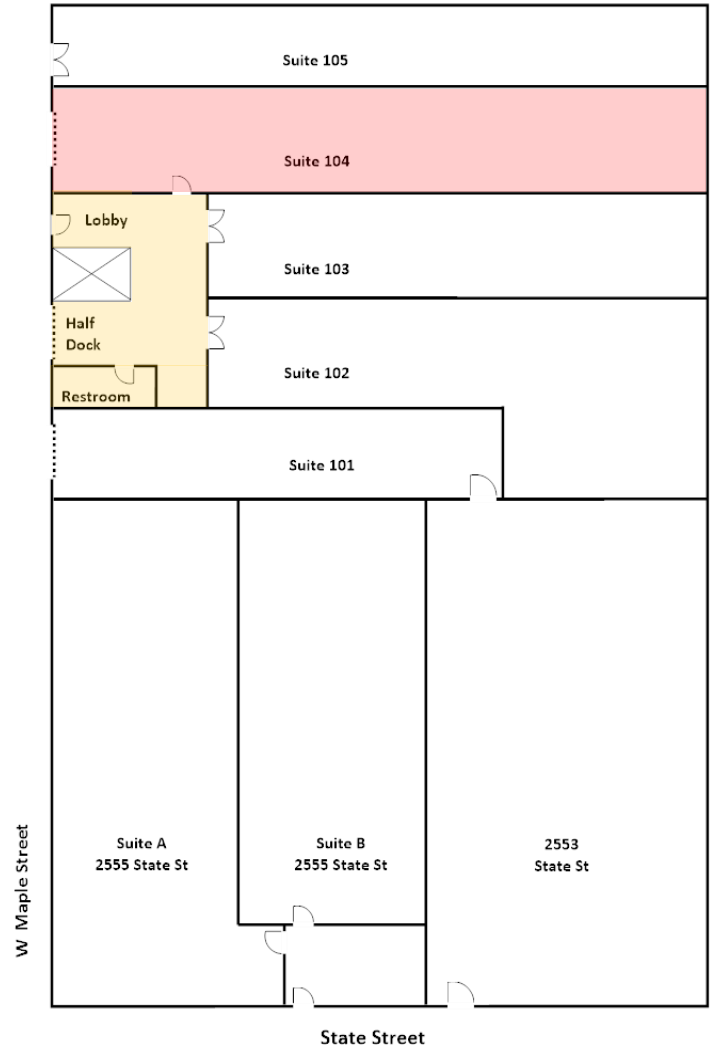 Suite 105
Suite 104
Lobby
Suite 103
Half
Dock
Suite 102
Restroom
Suite 101
Suite A
2555 State St
Suite B
2555 State St
2553
State St
W Maple Street
State Street